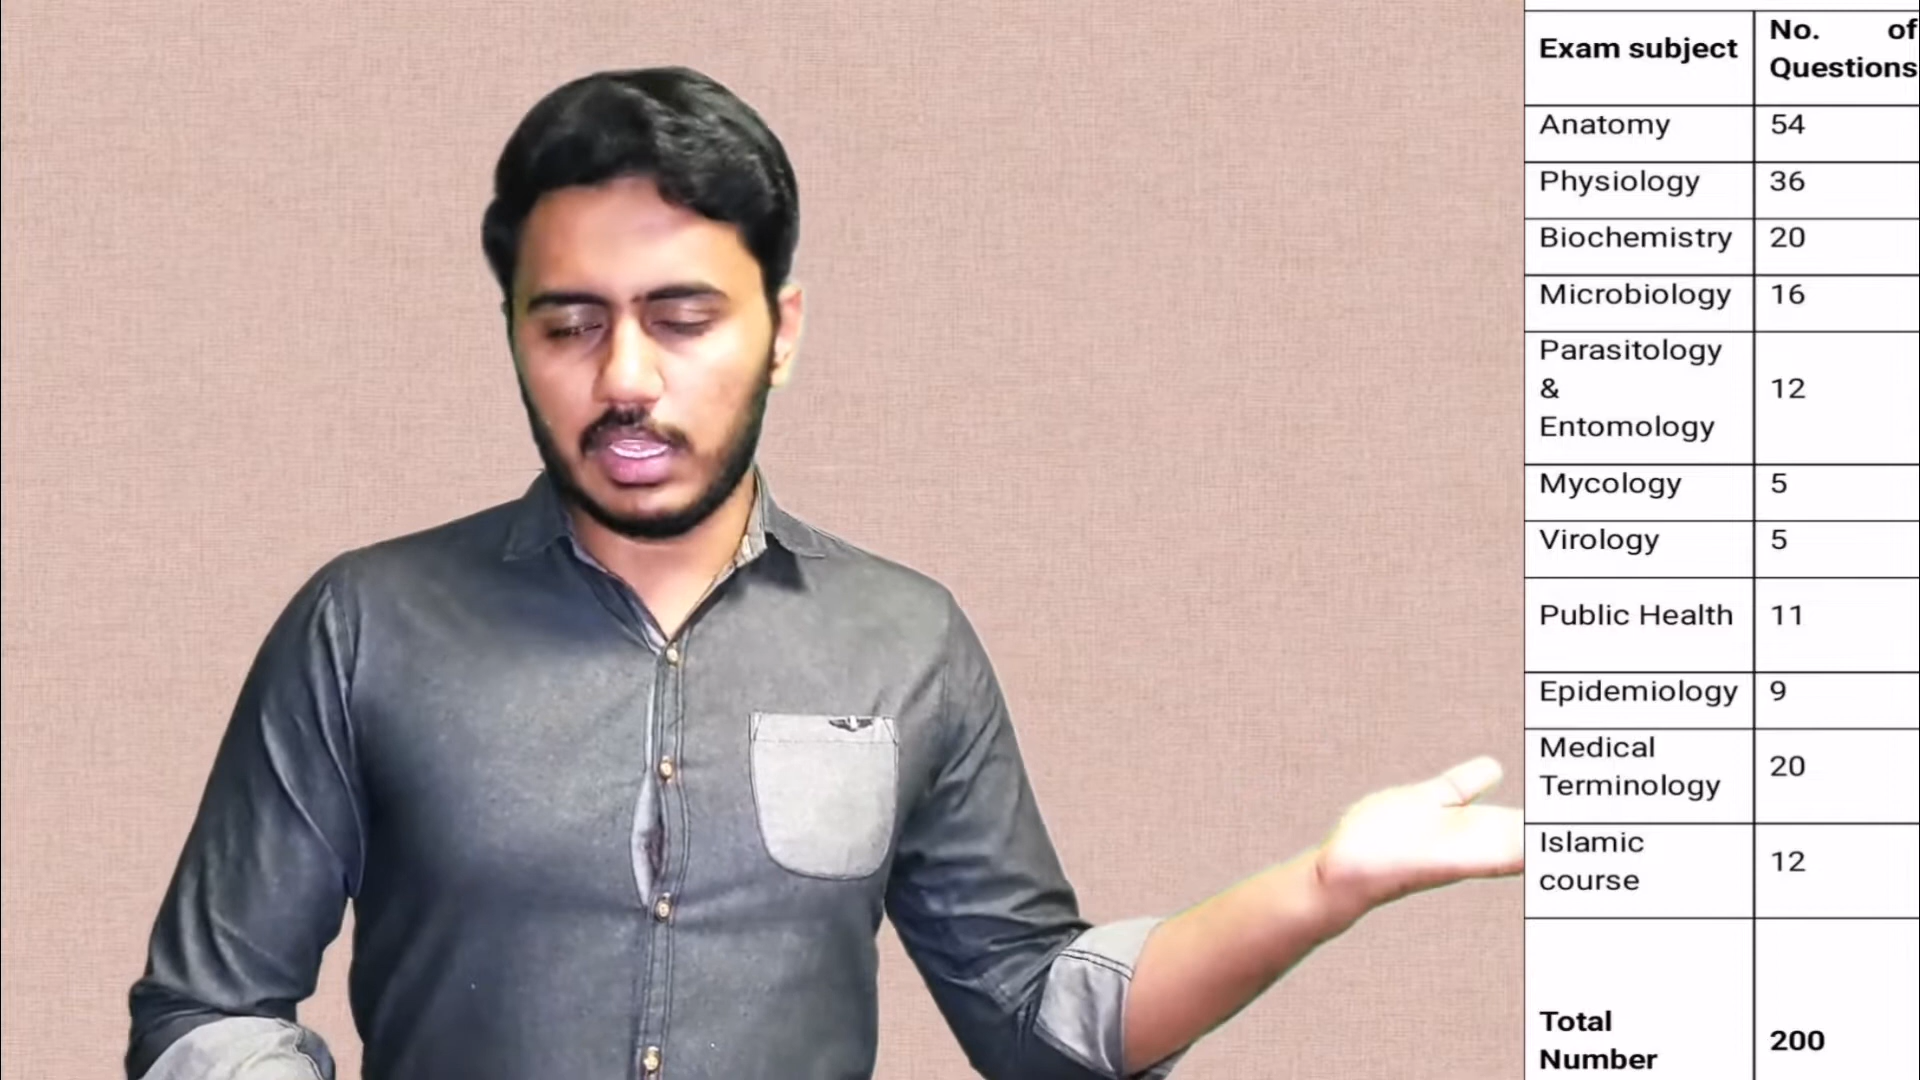 Exam subject
No. of
Questions
Anatomy 54
Physiology 36
Biochemistry 20
Microbiology 16
Parasitology
&
Entomology
12
Mycology 5
Virology 5
Public Health 11
Epidemiology 9
Medical
Terminology
20
Islamic
course
12
Total
Number
200